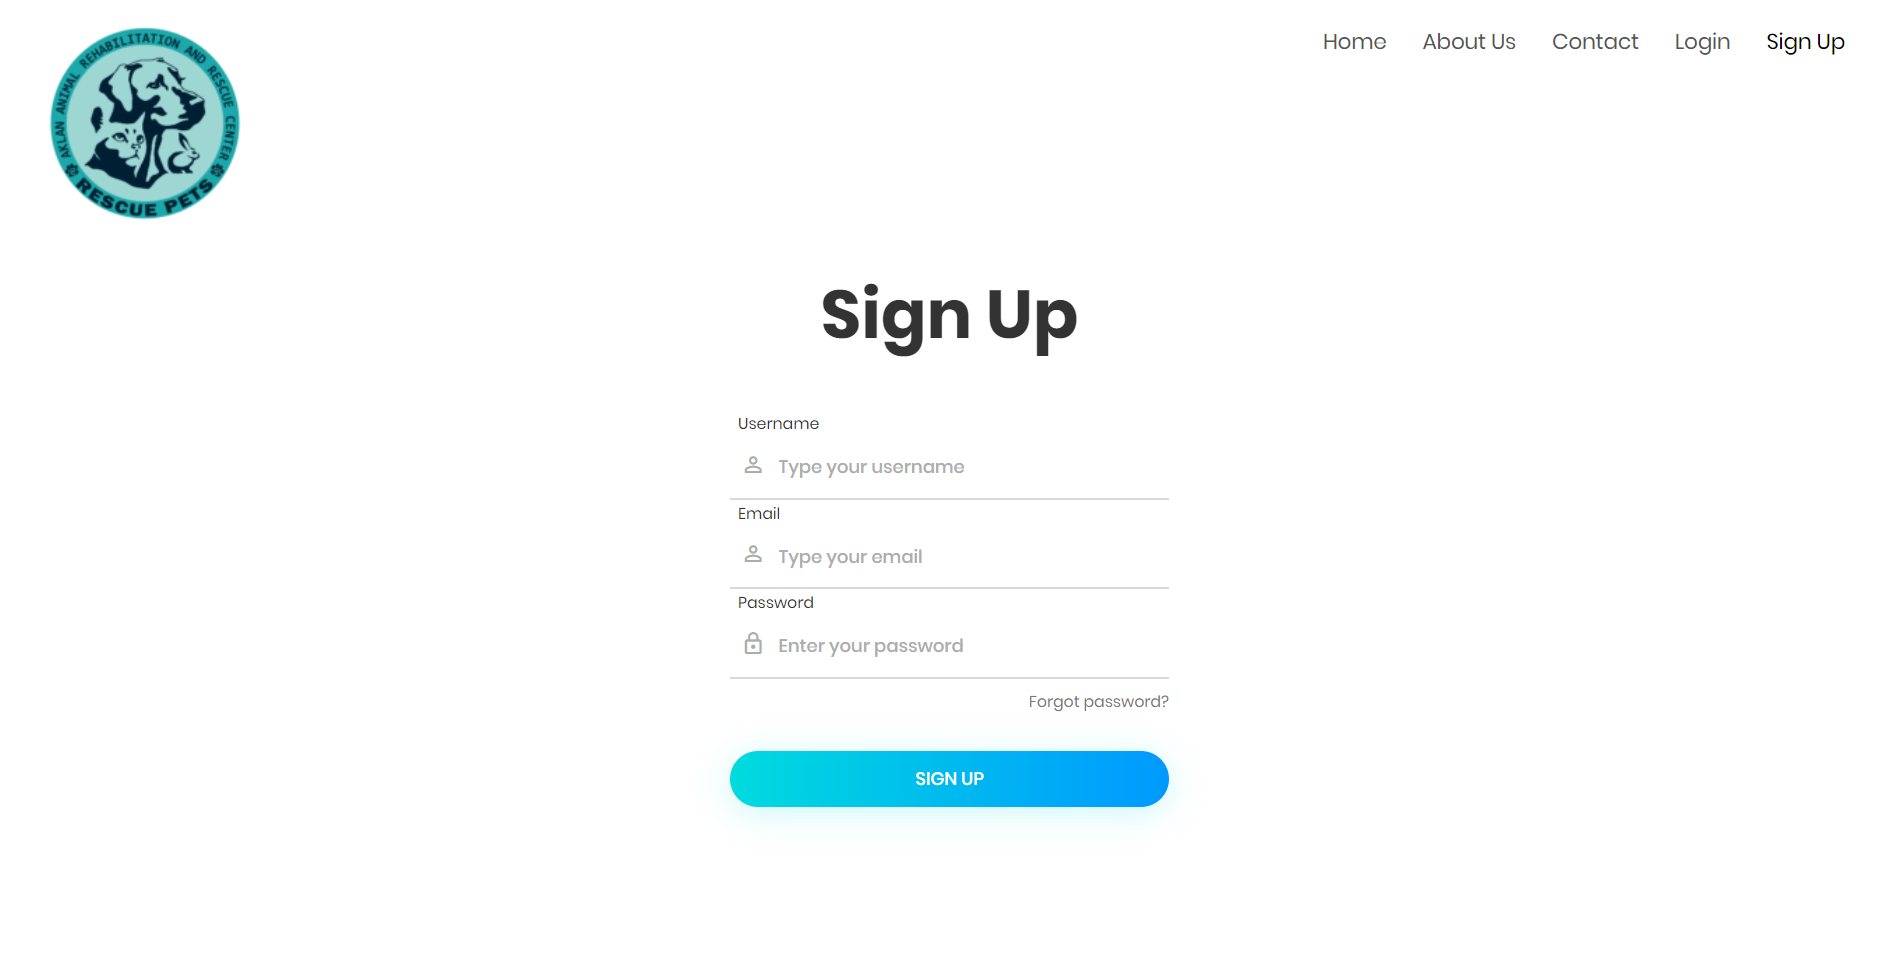 AKLAN ANIMAL REHABILITATION AND RESCUE CENTER
RESCUE PETS
Home About Us Contact Login Sign Up
Sign Up
Username
Type your username
Email
Type your email
Password
Enter your password
Forgot password?
SIGN UP